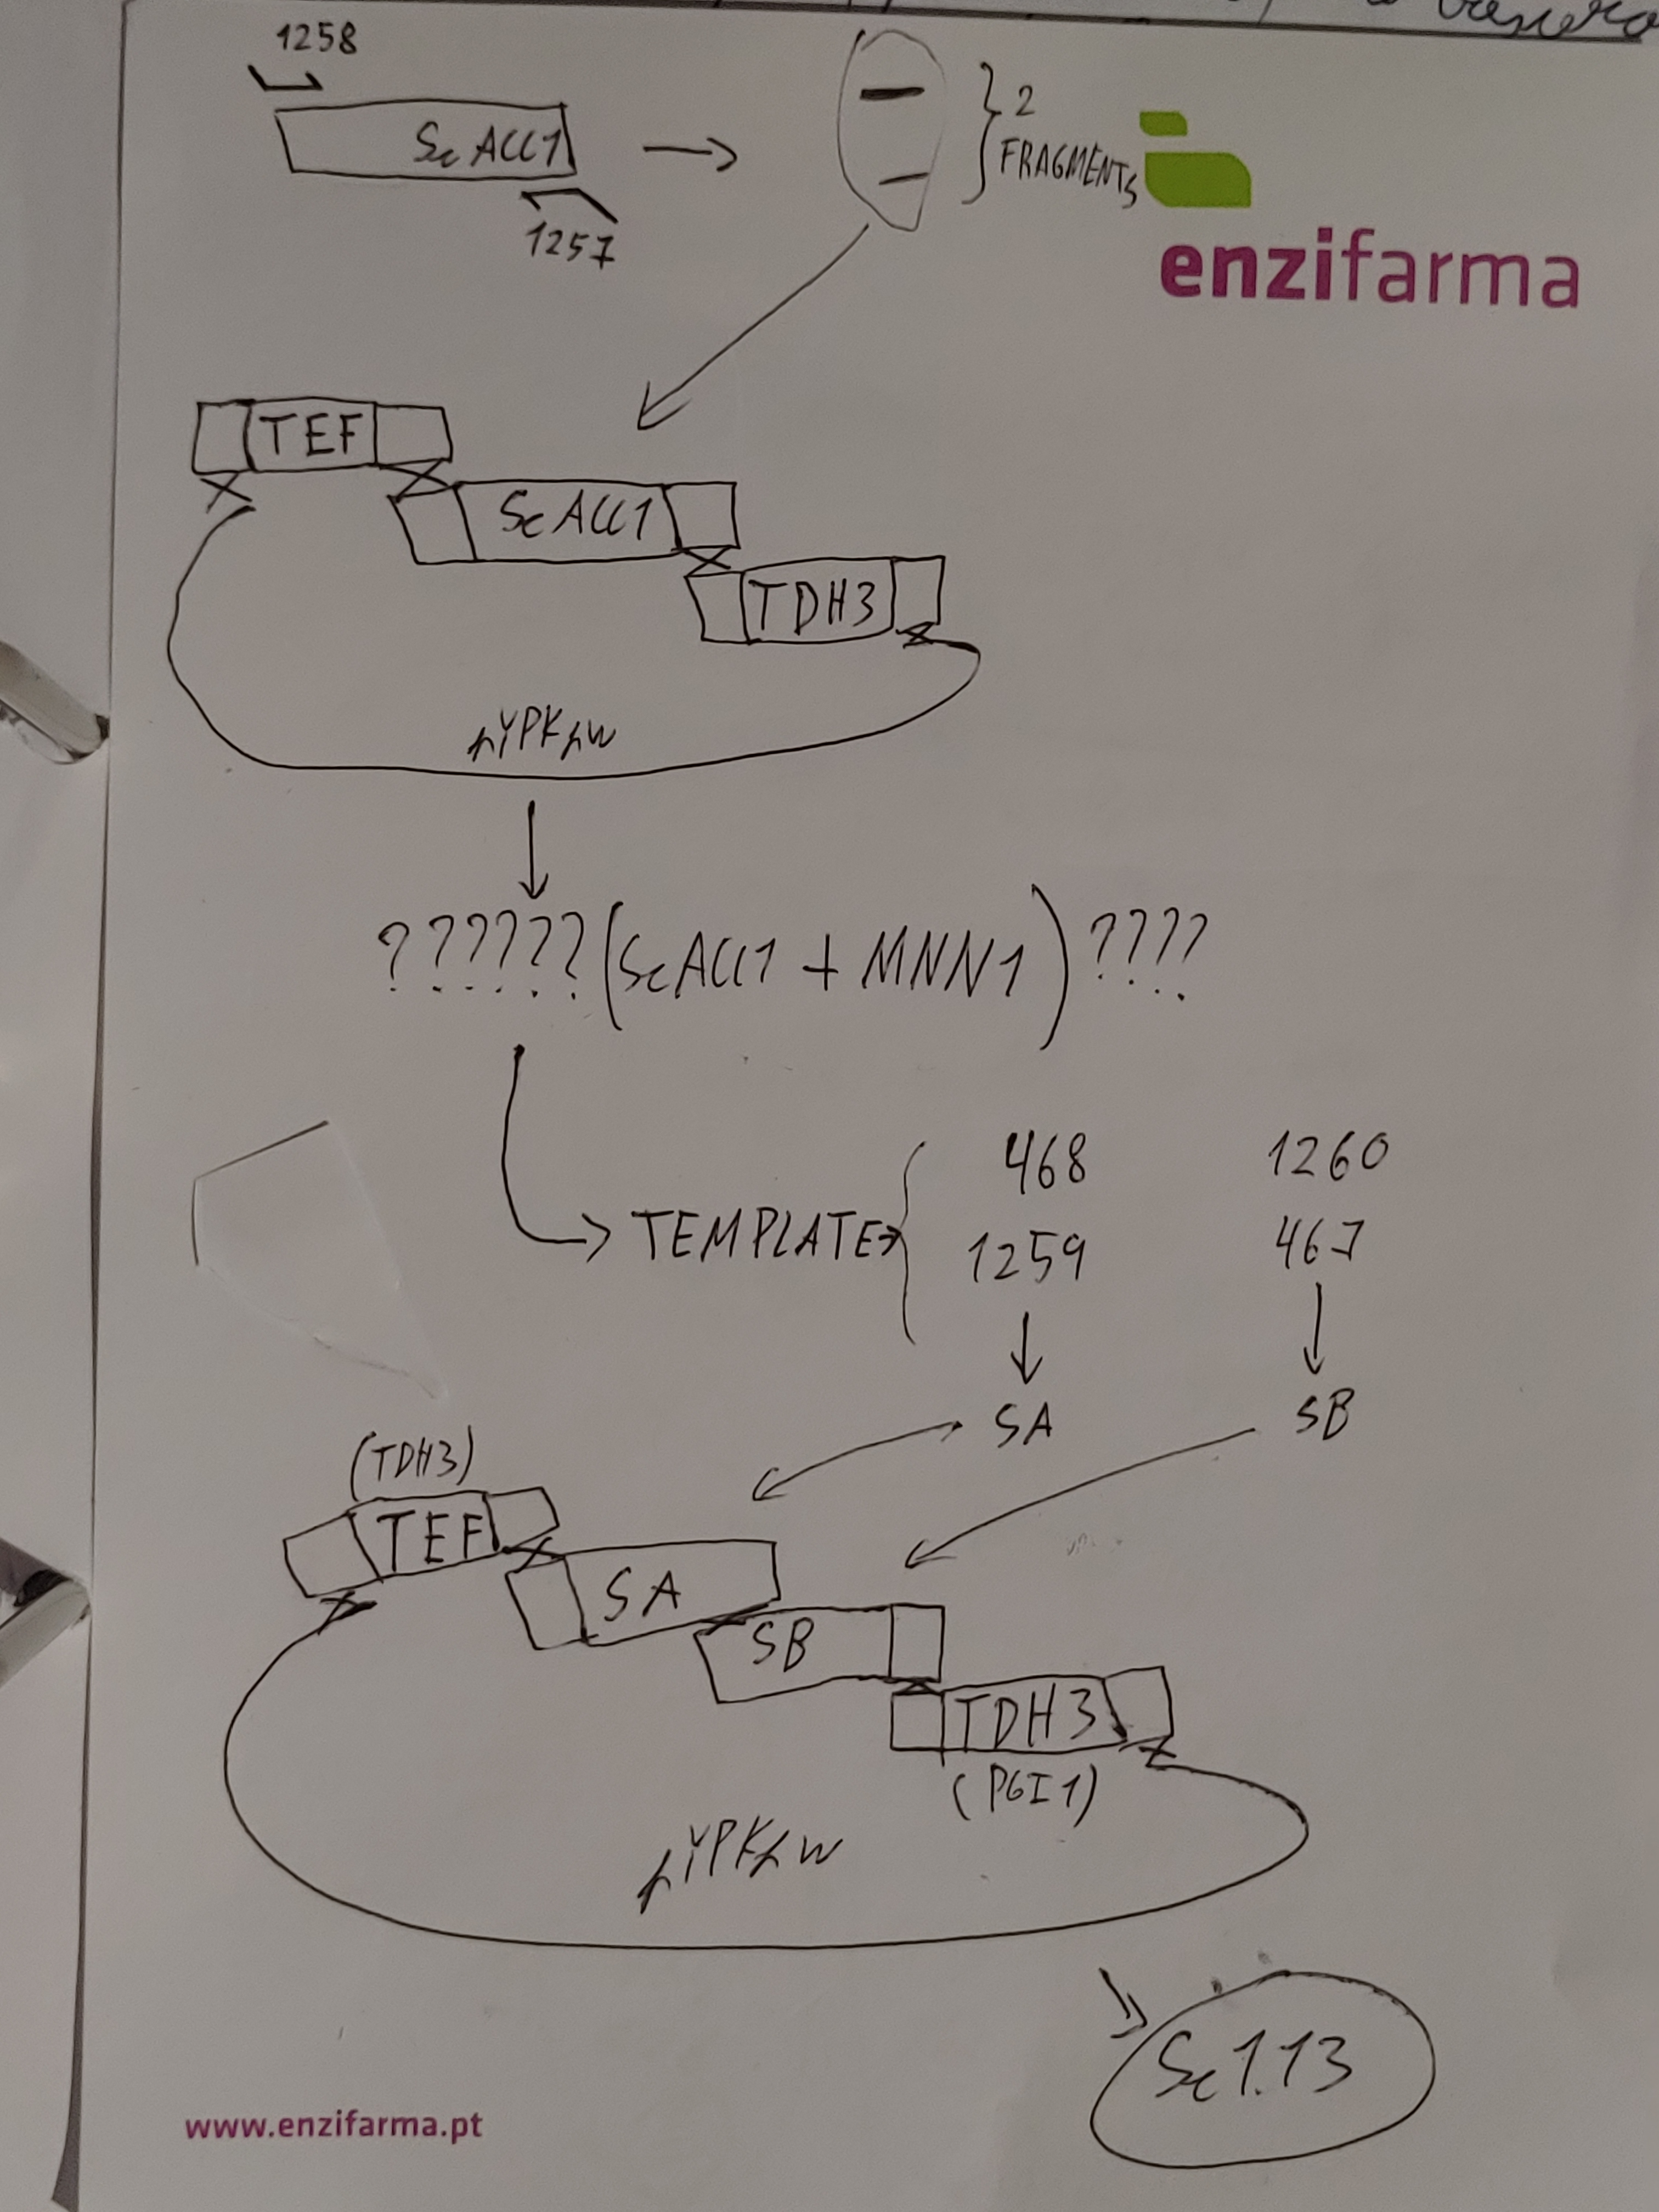 1258
ScACC1
1257
2
FRAGMENTS
enzifarma
TEF
ScACC1
TDH3
pYPKpw
??????(ScACC1 + MNN1)????
468 1260
TEMPLATE 1259 467
SA SB
(TDH3)
TEF
SA
SB
TDH3
(PGI1)
pYPKpw
Sc1.13
www.enzifarma.pt